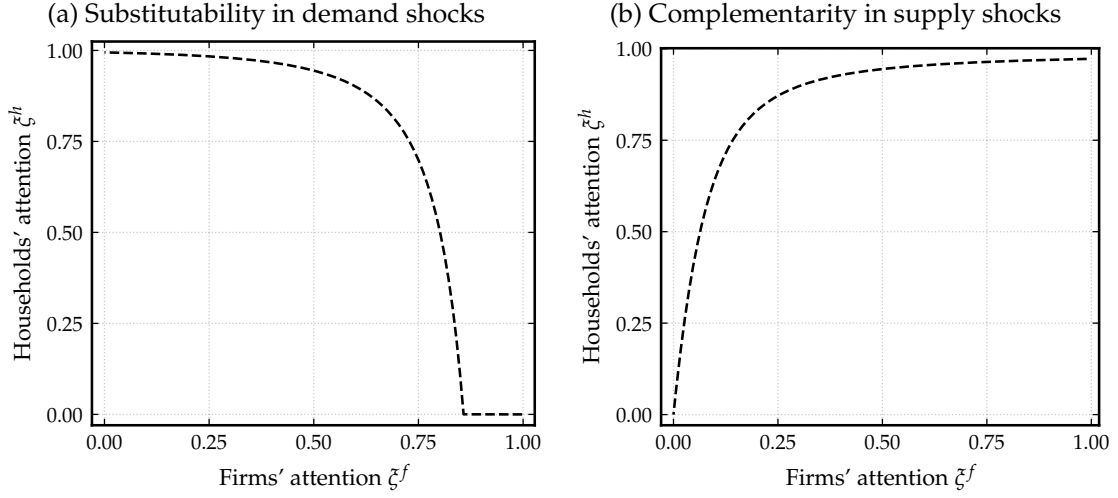 (a) Substitutability in demand shocks
1.00
0.75
0.50
0.25
0.00
Households’ attention ξ^h
0.00 0.25 0.50 0.75 1.00
Firms’ attention ξ^f
(b) Complementarity in supply shocks
1.00
0.75
0.50
0.25
0.00
Households’ attention ξ^h
0.00 0.25 0.50 0.75 1.00
Firms’ attention ξ^f